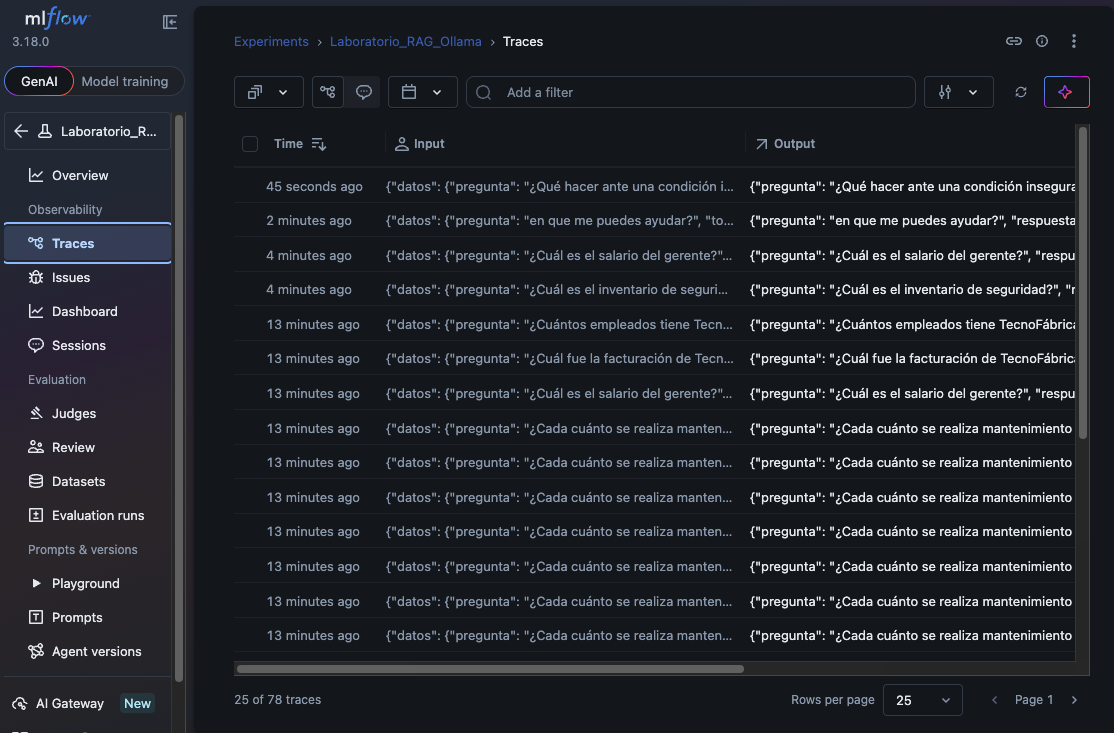 mlflow
3.18.0
GenAI
Model training
Laboratorio_R...
Overview
Observability
Traces
Issues
Dashboard
Sessions
Evaluation
Judges
Review
Datasets
Evaluation runs
Prompts & versions
Playground
Prompts
Agent versions
AI Gateway New
Experiments › Laboratorio_RAG_Ollama › Traces
Add a filter
Time Input Output
45 seconds ago {"datos": {"pregunta": "¿Qué hacer ante una condición i... {"pregunta": "¿Qué hacer ante una condición insegura
2 minutes ago {"datos": {"pregunta": "en que me puedes ayudar?", "to... {"pregunta": "en que me puedes ayudar?", "respuesta
4 minutes ago {"datos": {"pregunta": "¿Cuál es el salario del gerente?"... {"pregunta": "¿Cuál es el salario del gerente?", "respu
4 minutes ago {"datos": {"pregunta": "¿Cuál es el inventario de seguri... {"pregunta": "¿Cuál es el inventario de seguridad?", "r
13 minutes ago {"datos": {"pregunta": "¿Cuántos empleados tiene Tecn... {"pregunta": "¿Cuántos empleados tiene TecnoFábrica
13 minutes ago {"datos": {"pregunta": "¿Cuál fue la facturación de Tecn... {"pregunta": "¿Cuál fue la facturación de TecnoFábrica
13 minutes ago {"datos": {"pregunta": "¿Cuál es el salario del gerente?"... {"pregunta": "¿Cuál es el salario del gerente?", "respu
13 minutes ago {"datos": {"pregunta": "¿Cada cuánto se realiza manten... {"pregunta": "¿Cada cuánto se realiza mantenimiento
13 minutes ago {"datos": {"pregunta": "¿Cada cuánto se realiza manten... {"pregunta": "¿Cada cuánto se realiza mantenimiento
13 minutes ago {"datos": {"pregunta": "¿Cada cuánto se realiza manten... {"pregunta": "¿Cada cuánto se realiza mantenimiento
13 minutes ago {"datos": {"pregunta": "¿Cada cuánto se realiza manten... {"pregunta": "¿Cada cuánto se realiza mantenimiento
13 minutes ago {"datos": {"pregunta": "¿Cada cuánto se realiza manten... {"pregunta": "¿Cada cuánto se realiza mantenimiento
13 minutes ago {"datos": {"pregunta": "¿Cada cuánto se realiza manten... {"pregunta": "¿Cada cuánto se realiza mantenimiento
13 minutes ago {"datos": {"pregunta": "¿Cada cuánto se realiza manten... {"pregunta": "¿Cada cuánto se realiza mantenimiento
25 of 78 traces
Rows per page 25
Page 1